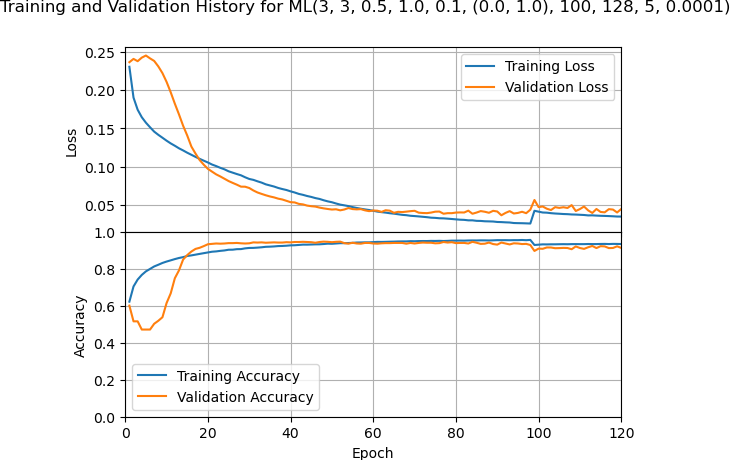 Training and Validation History for ML(3, 3, 0.5, 1.0, 0.1, (0.0, 1.0), 100, 128, 5, 0.0001)
0.25
0.20
0.15
0.10
0.05
Loss
Training Loss
Validation Loss
1.0
0.8
0.6
0.4
0.2
0.0
Accuracy
Training Accuracy
Validation Accuracy
0 20 40 60 80 100 120
Epoch